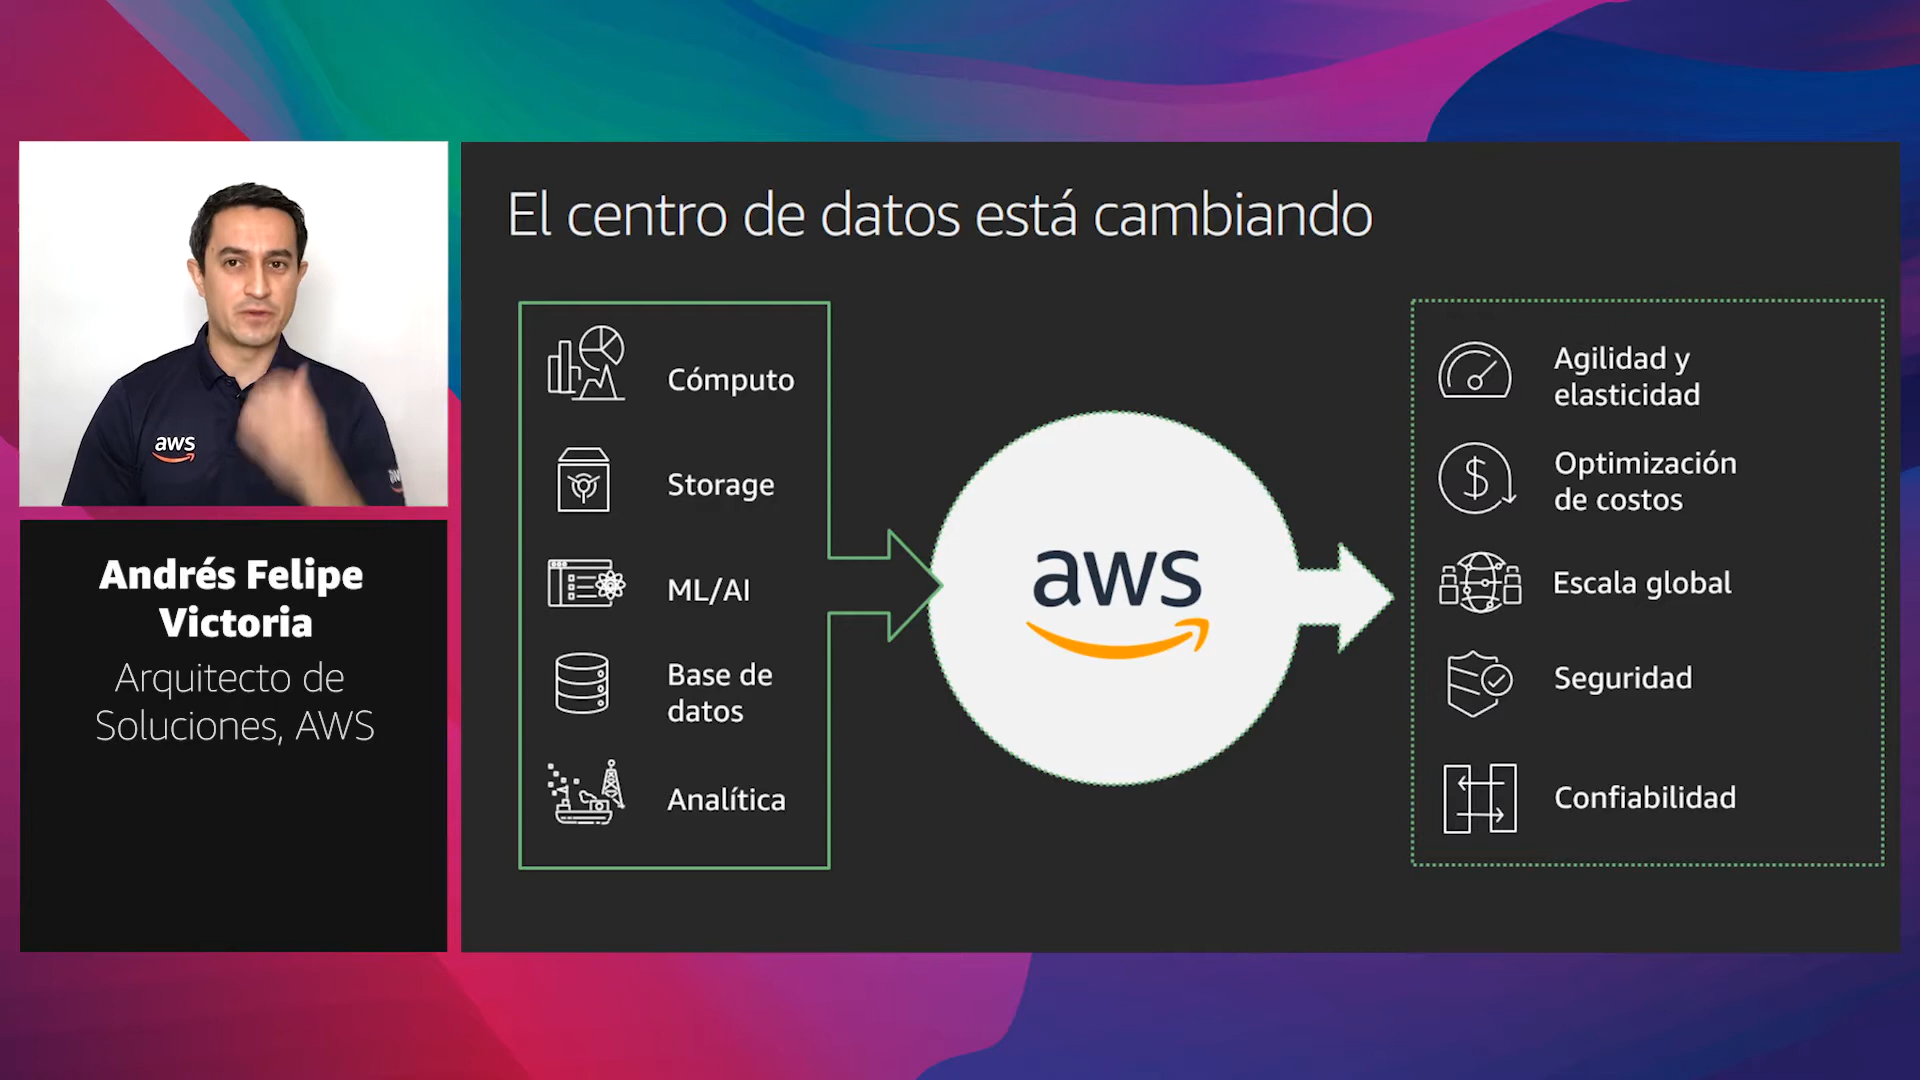 El centro de datos está cambiando
aws
Andrés Felipe
Victoria
Arquitecto de
Soluciones, AWS
Cómputo
Storage
ML/AI
Base de
datos
Analítica
aws
Agilidad y
elasticidad
Optimización
de costos
Escala global
Seguridad
Confiabilidad